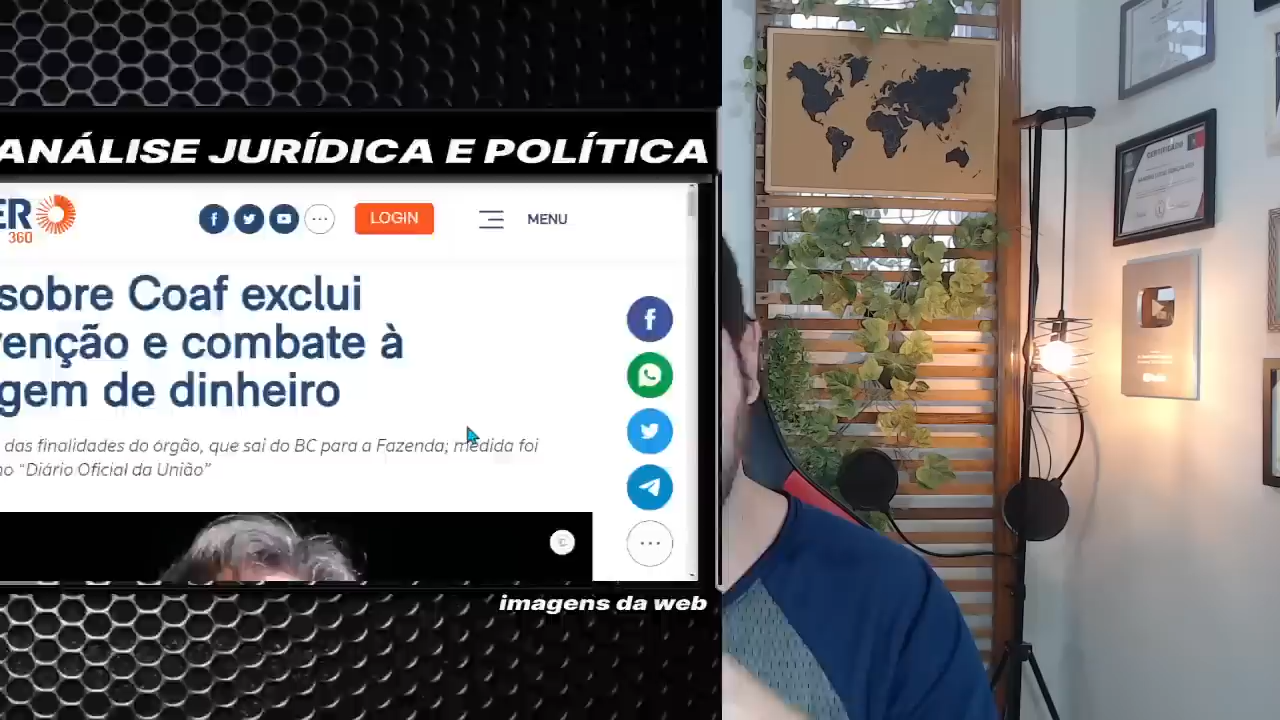 ANÁLISE JURÍDICA E POLÍTICA
ER
360
LOGIN
MENU
sobre Coaf exclui
venção e combate à
gem de dinheiro
das finalidades do órgão, que sai do BC para a Fazenda; medida foi
no “Diário Oficial da União”
imagens da web
CERTIFICADO